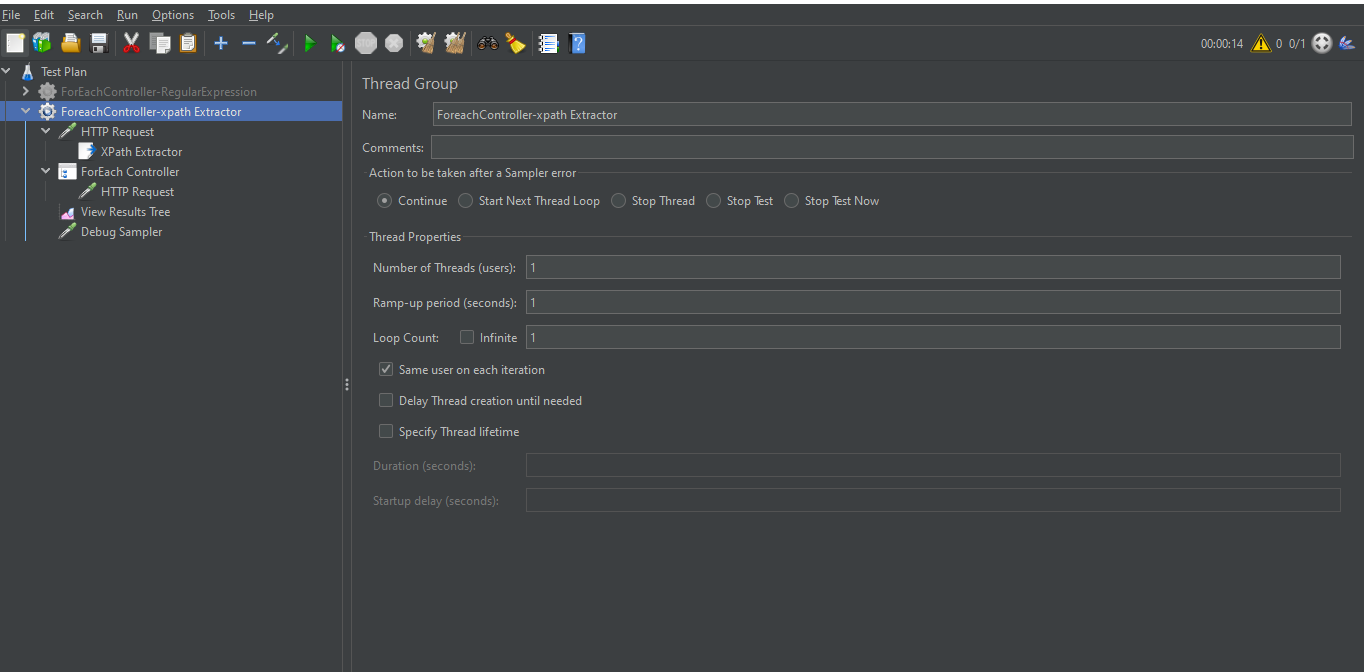 File Edit Search Run Options Tools Help
STOP 00:00:14 0 0/1
Test Plan
ForEachController-RegularExpression
ForeachController-xpath Extractor
HTTP Request
XPath Extractor
ForEach Controller
HTTP Request
View Results Tree
Debug Sampler
Thread Group
Name: ForeachController-xpath Extractor
Comments:
Action to be taken after a Sampler error
Continue Start Next Thread Loop Stop Thread Stop Test Stop Test Now
Thread Properties
Number of Threads (users): 1
Ramp-up period (seconds): 1
Loop Count: Infinite 1
Same user on each iteration
Delay Thread creation until needed
Specify Thread lifetime
Duration (seconds):
Startup delay (seconds):